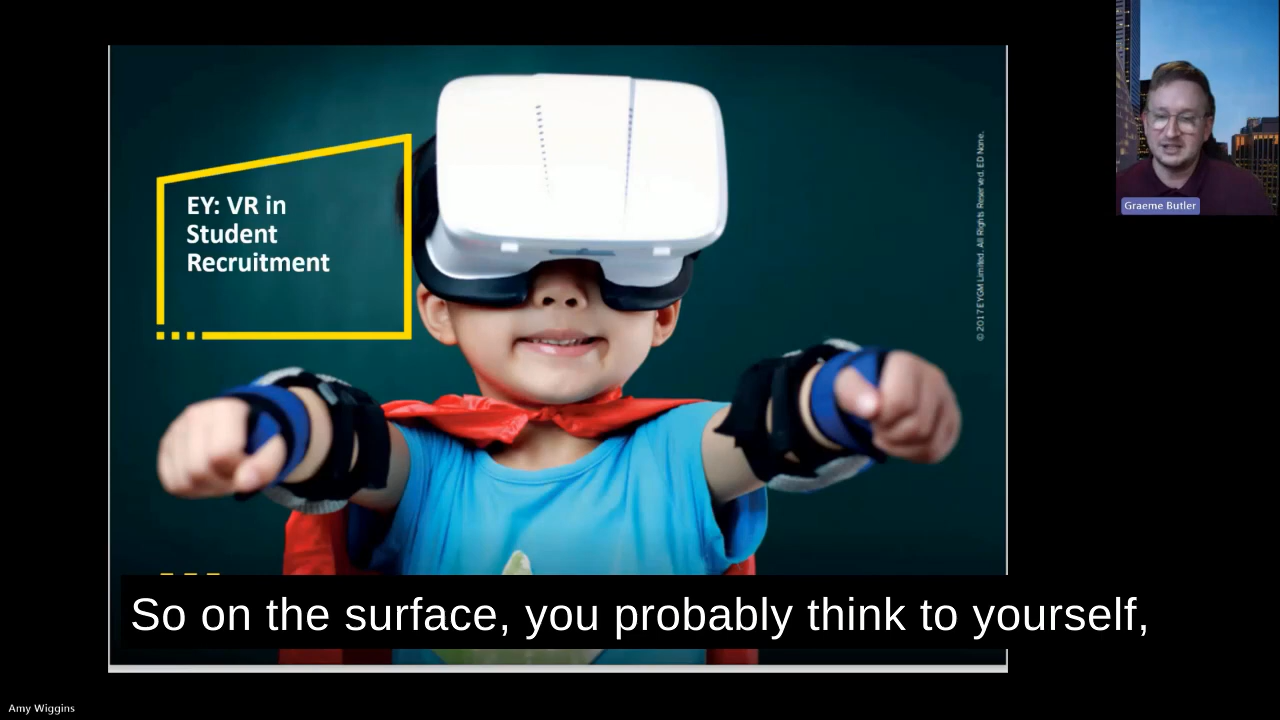 EY: VR in
Student
Recruitment
© 2017 EYGM Limited. All Rights Reserved. ED None.
Graeme Butler
So on the surface, you probably think to yourself,
Amy Wiggins